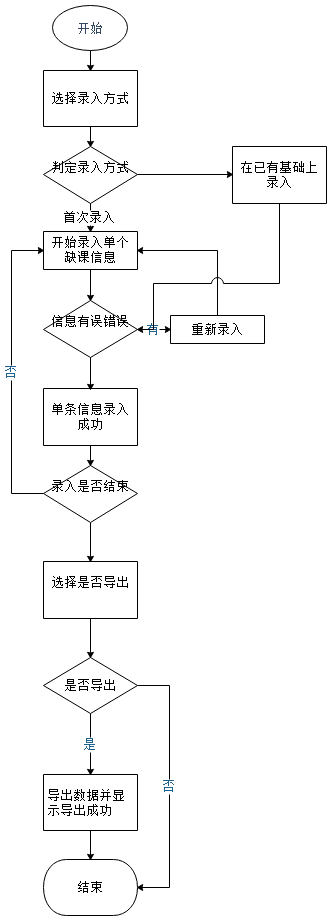 开始
选择录入方式
判定录入方式
在已有基础上
录入
首次录入
开始录入单个
缺课信息
信息有误错误
有
重新录入
否
单条信息录入
成功
录入是否结束
选择是否导出
是否导出
是
否
导出数据并显
示导出成功
结束